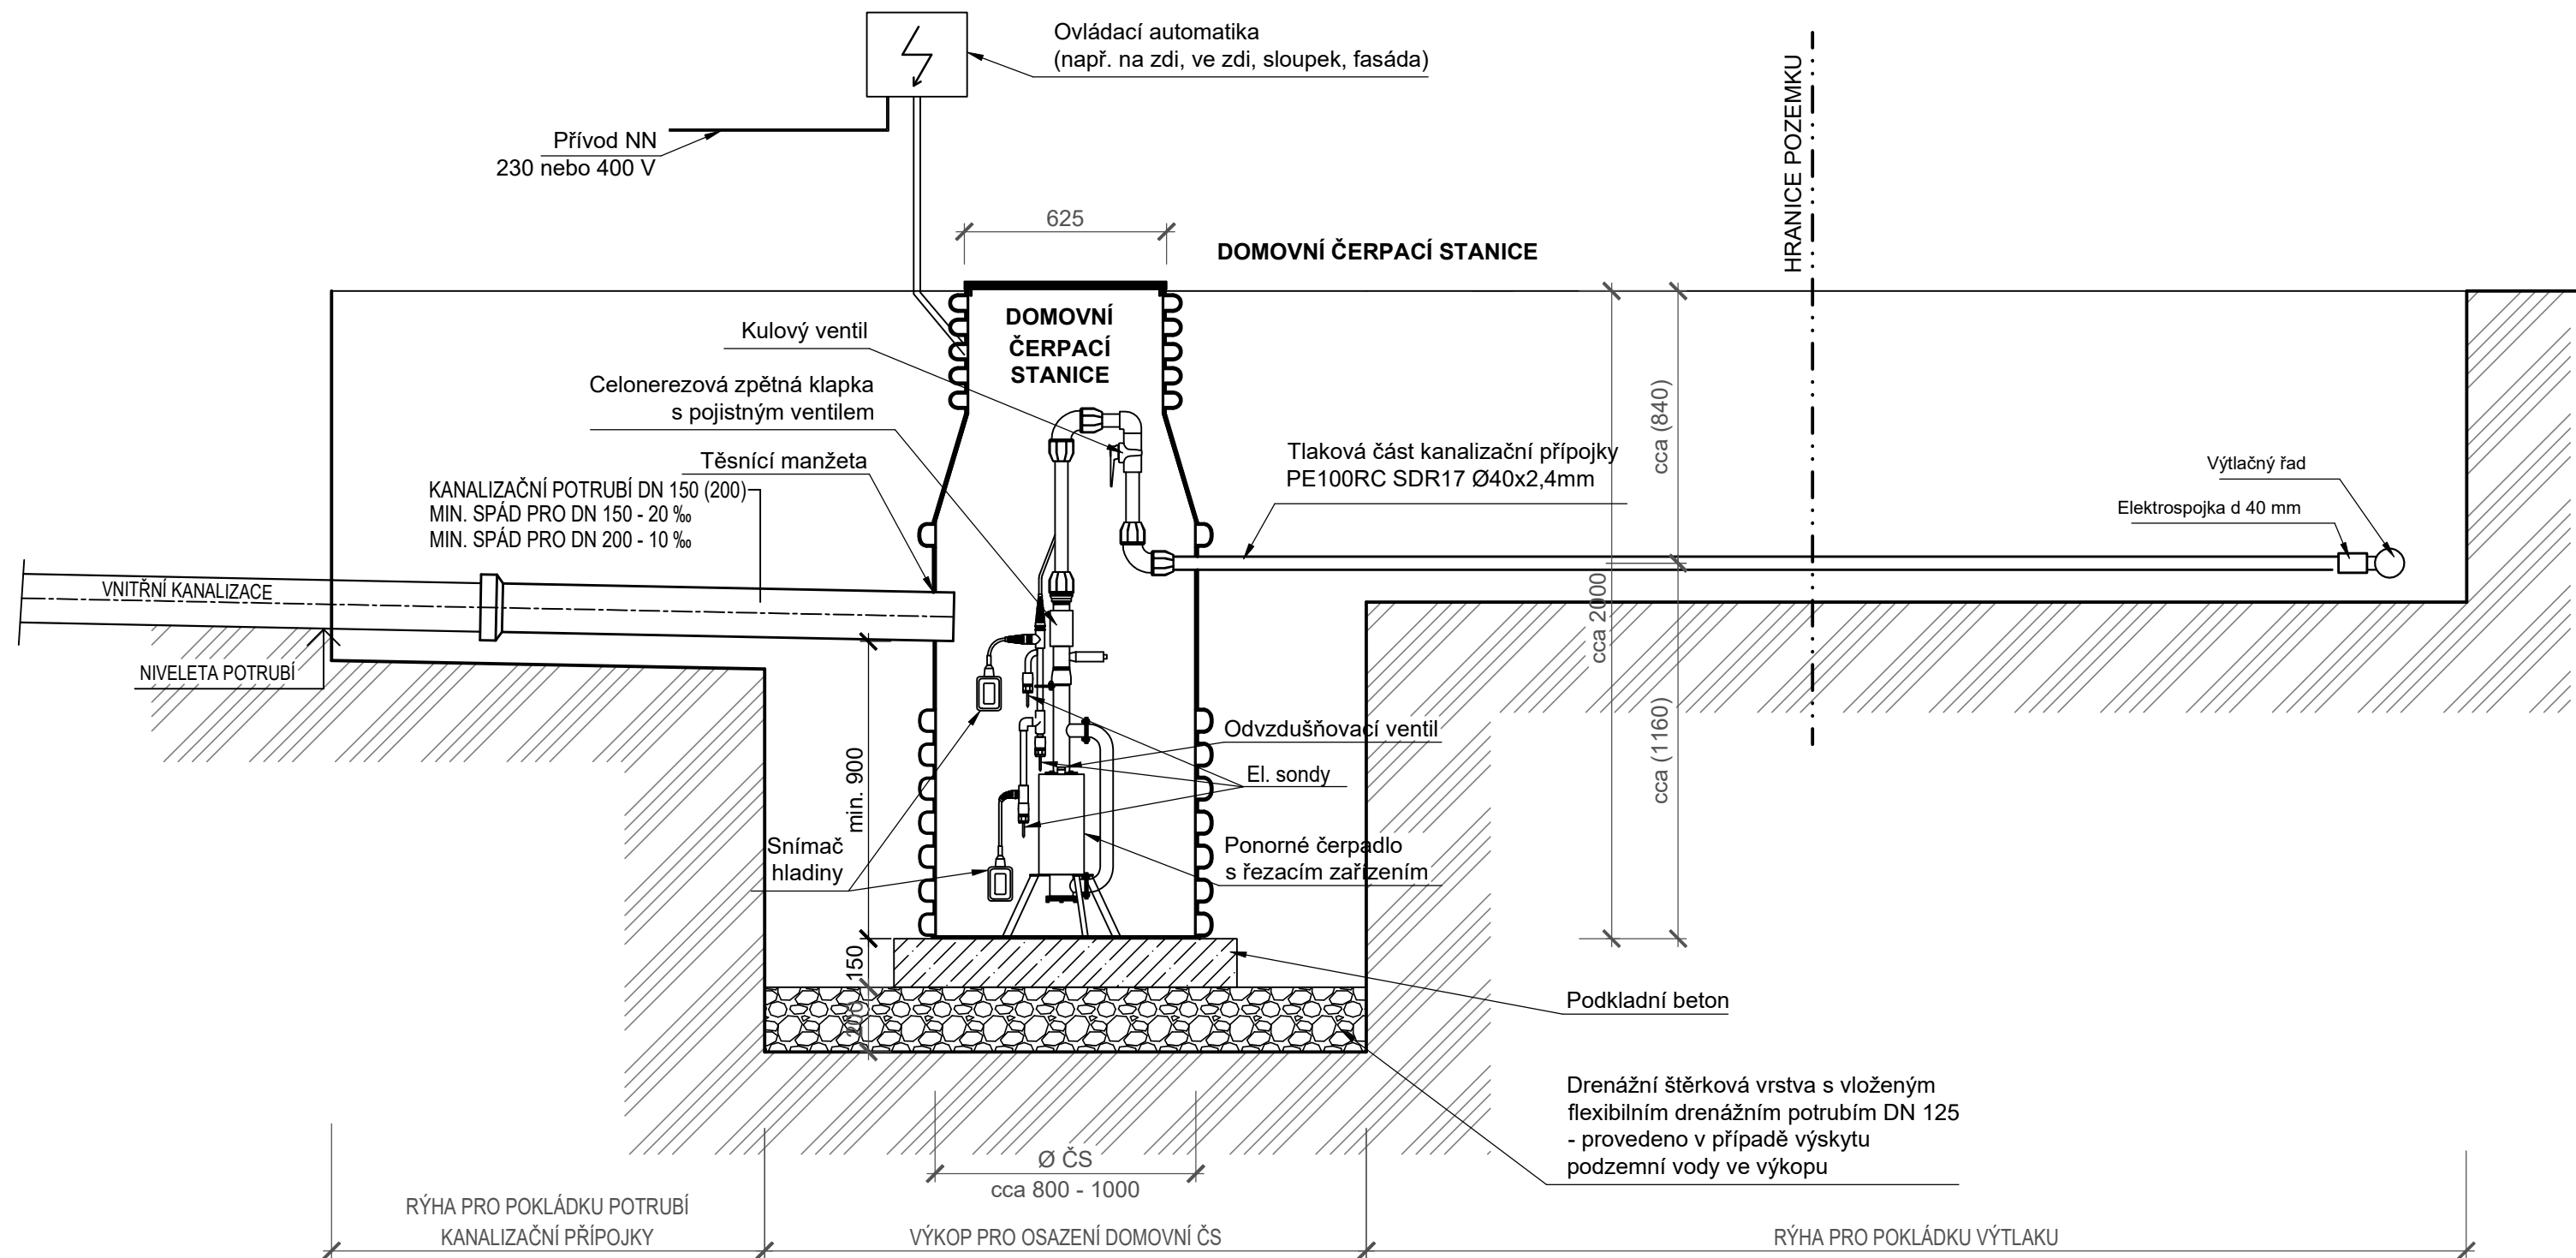 Ovládací automatika
(např. na zdi, ve zdi, sloupek, fasáda)
Přívod NN
230 nebo 400 V
HRANICE POZEMKU
625
DOMOVNÍ ČERPACÍ STANICE
DOMOVNÍ
ČERPACÍ
STANICE
Kulový ventil
Celonerezová zpětná klapka
s pojistným ventilem
Těsnící manžeta
KANALIZAČNÍ POTRUBÍ DN 150 (200)
MIN. SPÁD PRO DN 150 - 20 ‰
MIN. SPÁD PRO DN 200 - 10 ‰
Tlaková část kanalizační přípojky
PE100RC SDR17 Ø40x2,4mm
cca (840)
Výtlačný řad
Elektrospojka d 40 mm
VNITŘNÍ KANALIZACE
NIVELETA POTRUBÍ
cca 2000
cca (1160)
Odvzdušňovací ventil
El. sondy
min. 900
Snímač
hladiny
Ponorné čerpadlo
s řezacím zařízením
150
Podkladní beton
Drenážní štěrková vrstva s vloženým
flexibilním drenážním potrubím DN 125
- provedeno v případě výskytu
podzemní vody ve výkopu
Ø ČS
cca 800 - 1000
RÝHA PRO POKLÁDKU POTRUBÍ
KANALIZAČNÍ PŘÍPOJKY
VÝKOP PRO OSAZENÍ DOMOVNÍ ČS
RÝHA PRO POKLÁDKU VÝTLAKU